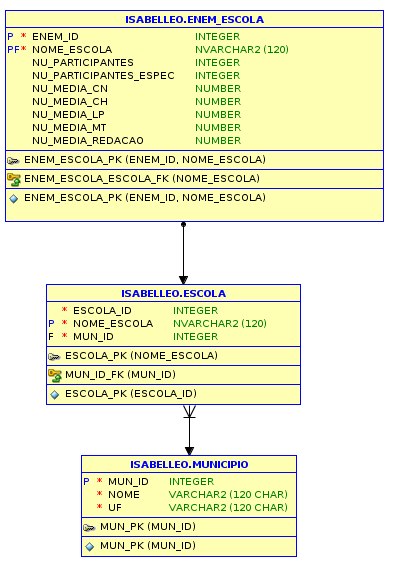 ISABELLEO.ENEM_ESCOLA
P * ENEM_ID INTEGER
PF* NOME_ESCOLA NVARCHAR2 (120)
NU_PARTICIPANTES INTEGER
NU_PARTICIPANTES_ESPEC INTEGER
NU_MEDIA_CN NUMBER
NU_MEDIA_CH NUMBER
NU_MEDIA_LP NUMBER
NU_MEDIA_MT NUMBER
NU_MEDIA_REDACAO NUMBER
ENEM_ESCOLA_PK (ENEM_ID, NOME_ESCOLA)
ENEM_ESCOLA_ESCOLA_FK (NOME_ESCOLA)
ENEM_ESCOLA_PK (ENEM_ID, NOME_ESCOLA)
ISABELLEO.ESCOLA
* ESCOLA_ID INTEGER
P * NOME_ESCOLA NVARCHAR2 (120)
F * MUN_ID INTEGER
ESCOLA_PK (NOME_ESCOLA)
MUN_ID_FK (MUN_ID)
ESCOLA_PK (ESCOLA_ID)
ISABELLEO.MUNICIPIO
P * MUN_ID INTEGER
* NOME VARCHAR2 (120 CHAR)
* UF VARCHAR2 (120 CHAR)
MUN_PK (MUN_ID)
MUN_PK (MUN_ID)